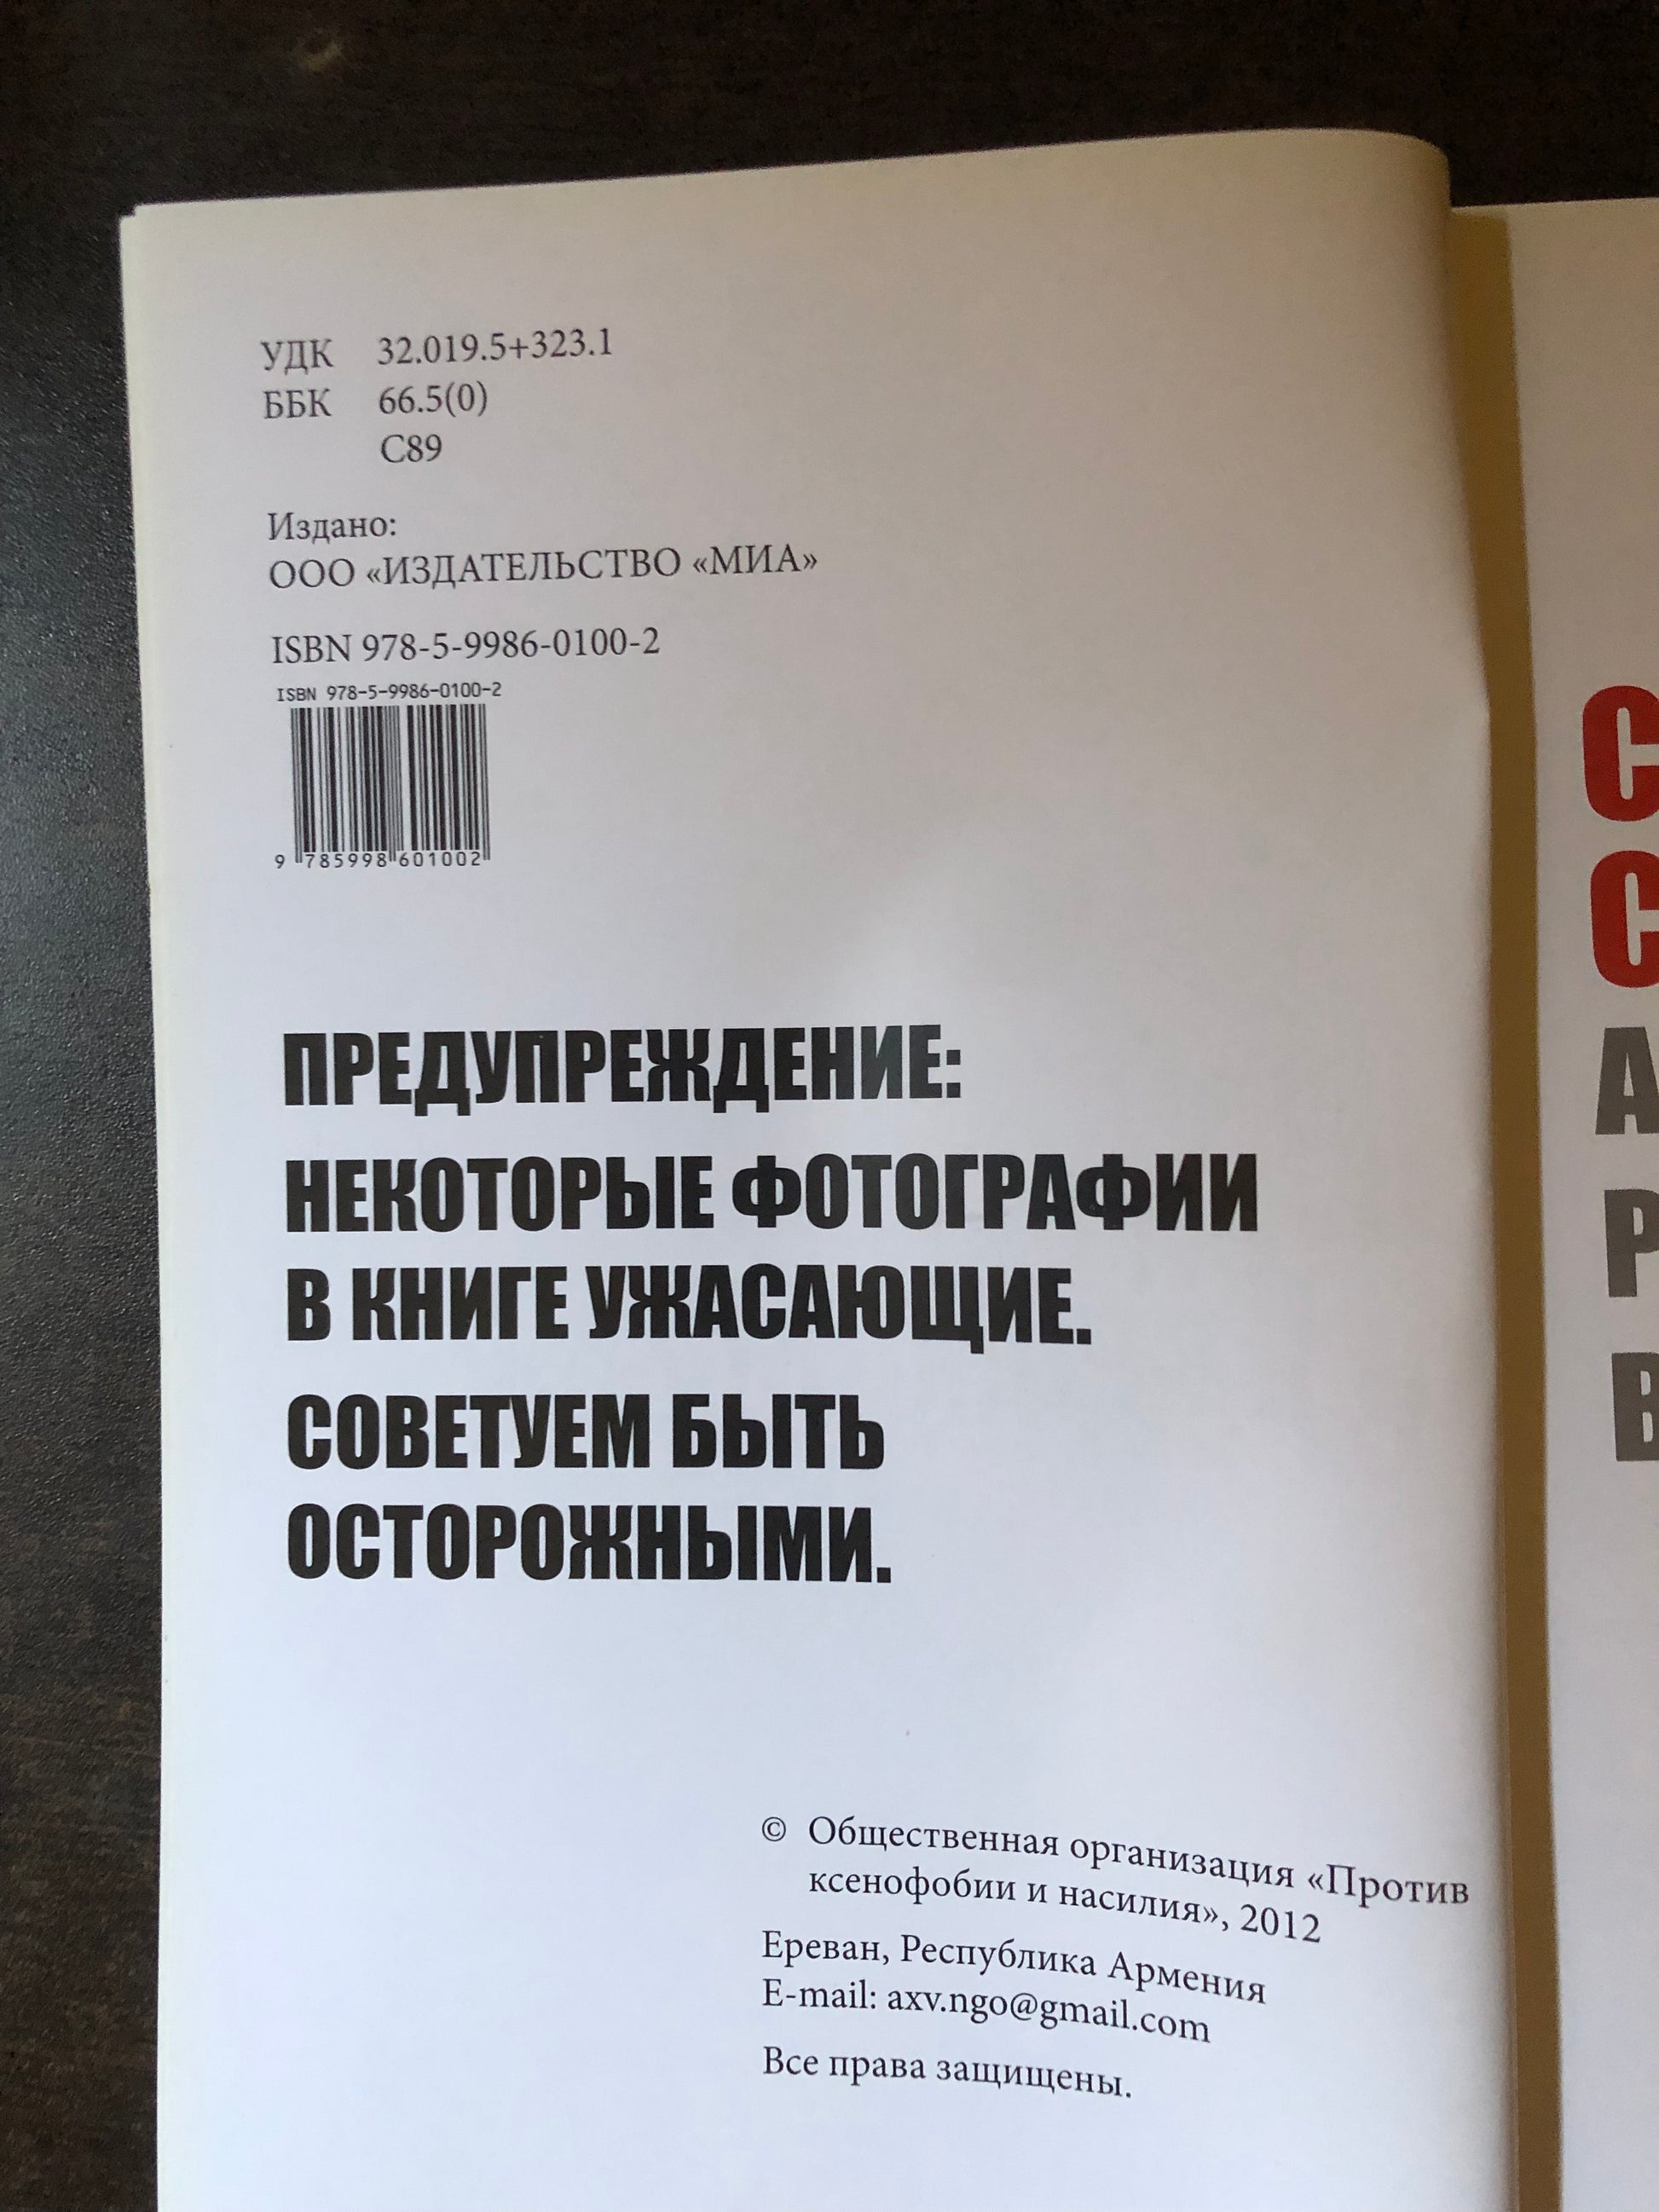 УДК 32.019.5+323.1
ББК 66.5(0)
С89
Издано:
ООО «ИЗДАТЕЛЬСТВО «МИА»
ISBN 978-5-9986-0100-2
ISBN 978-5-9986-0100-2
9 785998 601002
ПРЕДУПРЕЖДЕНИЕ:
НЕКОТОРЫЕ ФОТОГРАФИИ
В КНИГЕ УЖАСАЮЩИЕ.
СОВЕТУЕМ БЫТЬ
ОСТОРОЖНЫМИ.
© Общественная организация «Против
ксенофобии и насилия», 2012
Ереван, Республика Армения
E-mail: axv.ngo@gmail.com
Все права защищены.